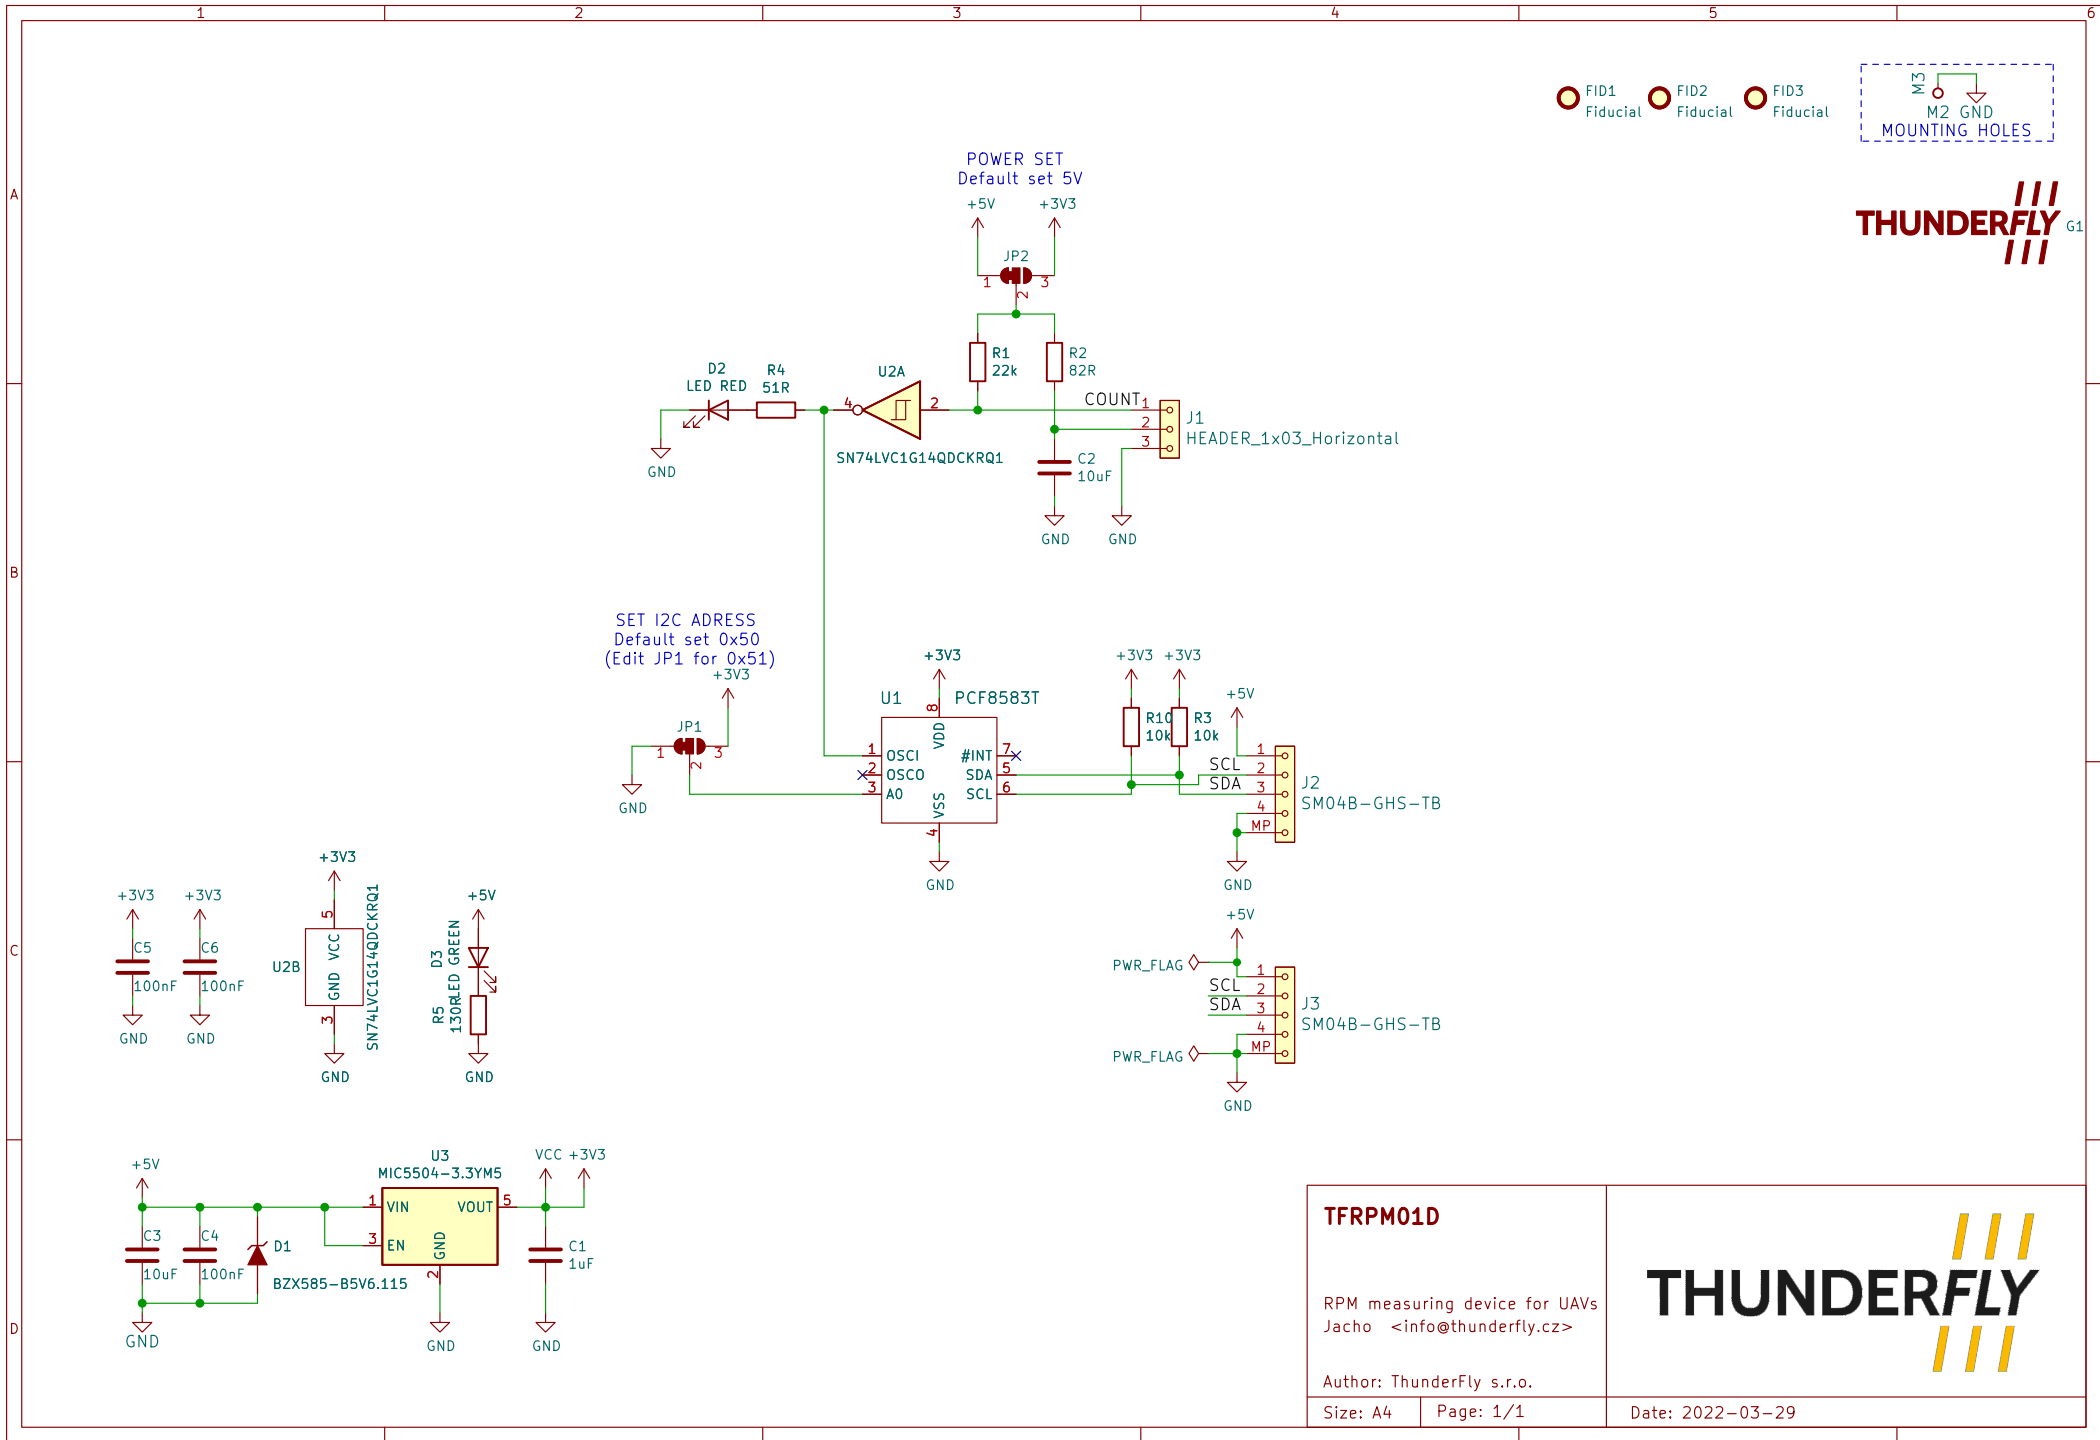 1
2
3
4
5
6
A
B
C
D
FID1
Fiducial
FID2
Fiducial
FID3
Fiducial
M3
M2 GND
MOUNTING HOLES
THUNDERFLY
G1
POWER SET
Default set 5V
+5V
+3V3
JP2
1
2
3
R1
22k
R2
82R
D2
LED RED
R4
51R
U2A
4
2
SN74LVC1G14QDCKRQ1
COUNT
1
2
3
J1
HEADER_1x03_Horizontal
C2
10uF
GND
GND
GND
SET I2C ADRESS
Default set 0x50
(Edit JP1 for 0x51)
+3V3
JP1
1
2
3
GND
+3V3
U1
PCF8583T
8
VDD
1
OSCI
2
OSCO
3
A0
#INT
7
SDA
5
SCL
6
VSS
4
GND
+3V3
+3V3
R10
10k
R3
10k
+5V
SCL
SDA
1
2
3
4
MP
J2
SM04B-GHS-TB
GND
+5V
PWR_FLAG
SCL
SDA
PWR_FLAG
1
2
3
4
MP
J3
SM04B-GHS-TB
GND
+3V3
C5
100nF
GND
+3V3
C6
100nF
GND
+3V3
5
U2B
GND VCC
SN74LVC1G14QDCKRQ1
3
GND
+5V
D3
LED GREEN
R5
130R
GND
+5V
C3
10uF
C4
100nF
D1
BZX585-B5V6.115
GND
U3
MIC5504-3.3YM5
1
VIN
VOUT
5
3
EN
GND
2
GND
VCC
+3V3
C1
1uF
GND
TFRPM01D
RPM measuring device for UAVs
Jacho <info@thunderfly.cz>
Author: ThunderFly s.r.o.
Size: A4
Page: 1/1
Date: 2022-03-29
THUNDERFLY